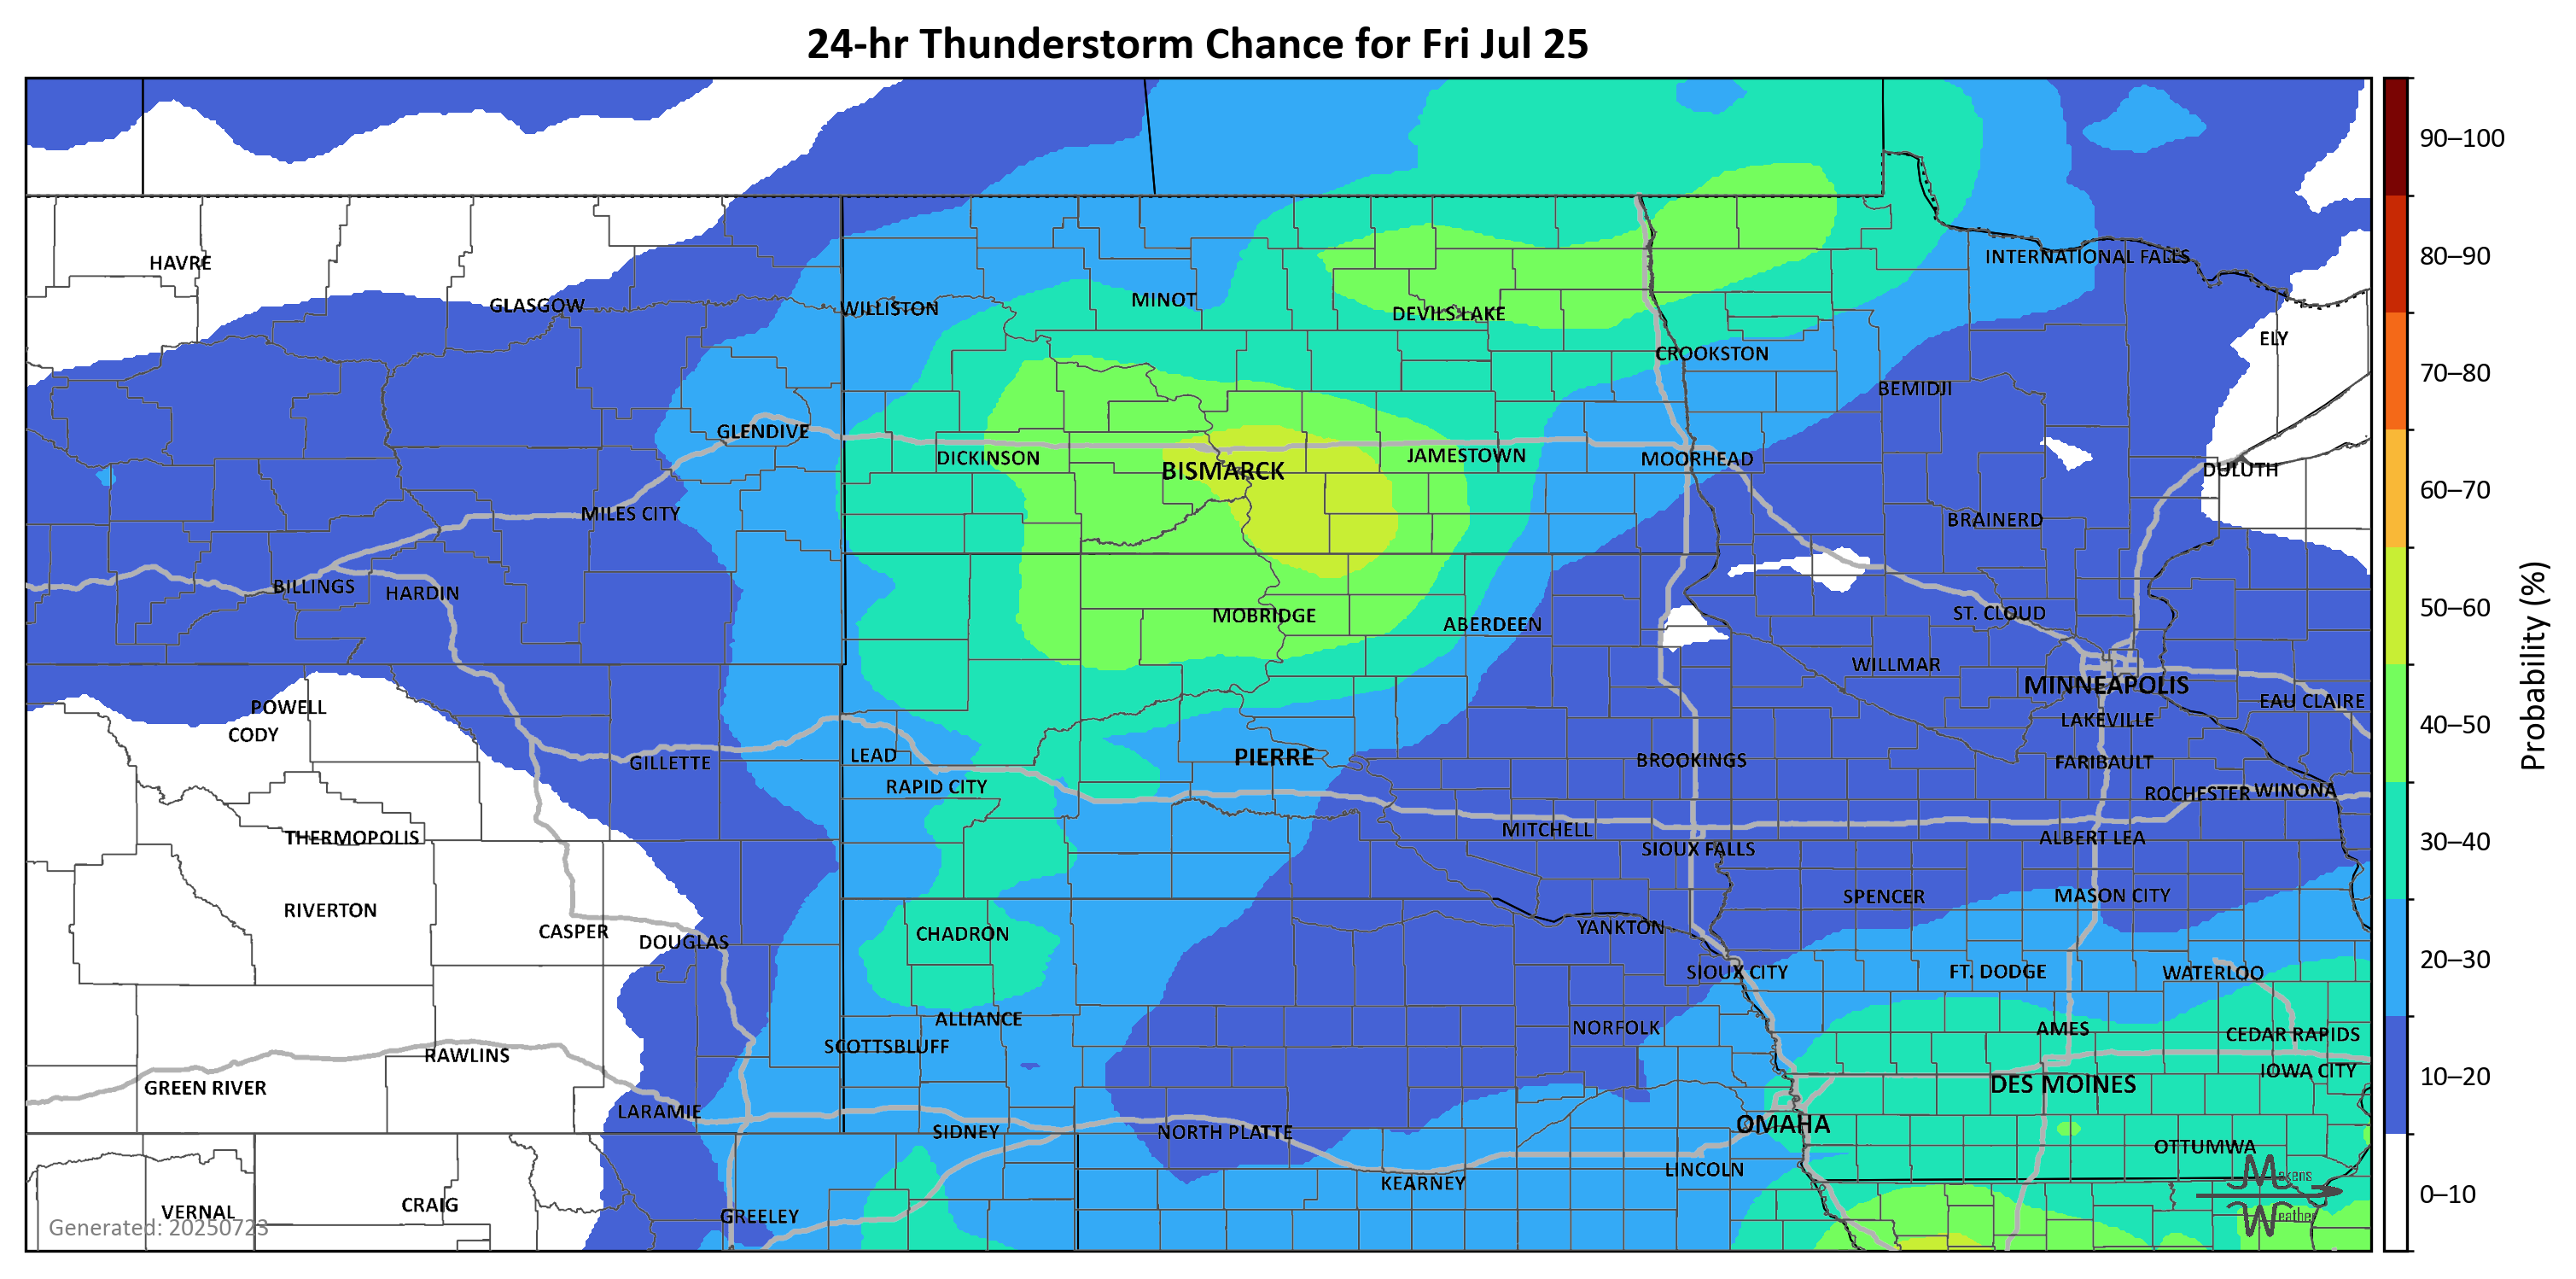 24-hr Thunderstorm Chance for Fri Jul 25
90–100
80–90
70–80
60–70
50–60
40–50
30–40
20–30
10–20
0–10
Probability (%)
HAVRE
INTERNATIONAL FALLS
GLASGOW
WILLISTON
MINOT
DEVILS LAKE
ELY
CROOKSTON
BEMIDJI
GLENDIVE
DICKINSON
BISMARCK
JAMESTOWN
MOORHEAD
DULUTH
MILES CITY
BRAINERD
BILLINGS
HARDIN
MOBRIDGE
ABERDEEN
ST. CLOUD
WILLMAR
MINNEAPOLIS
POWELL
EAU CLAIRE
CODY
LAKEVILLE
GILLETTE
LEAD
PIERRE
BROOKINGS
FARIBAULT
RAPID CITY
ROCHESTER
WINONA
THERMOPOLIS
MITCHELL
ALBERT LEA
SIOUX FALLS
RIVERTON
SPENCER
MASON CITY
CASPER
DOUGLAS
CHADRON
YANKTON
SIOUX CITY
FT. DODGE
WATERLOO
ALLIANCE
NORFOLK
AMES
CEDAR RAPIDS
SCOTTSBLUFF
RAWLINS
GREEN RIVER
DES MOINES
IOWA CITY
LARAMIE
SIDNEY
NORTH PLATTE
OMAHA
OTTUMWA
LINCOLN
KEARNEY
VERNAL
CRAIG
GREELEY
Generated: 20250723
Makens
Weather